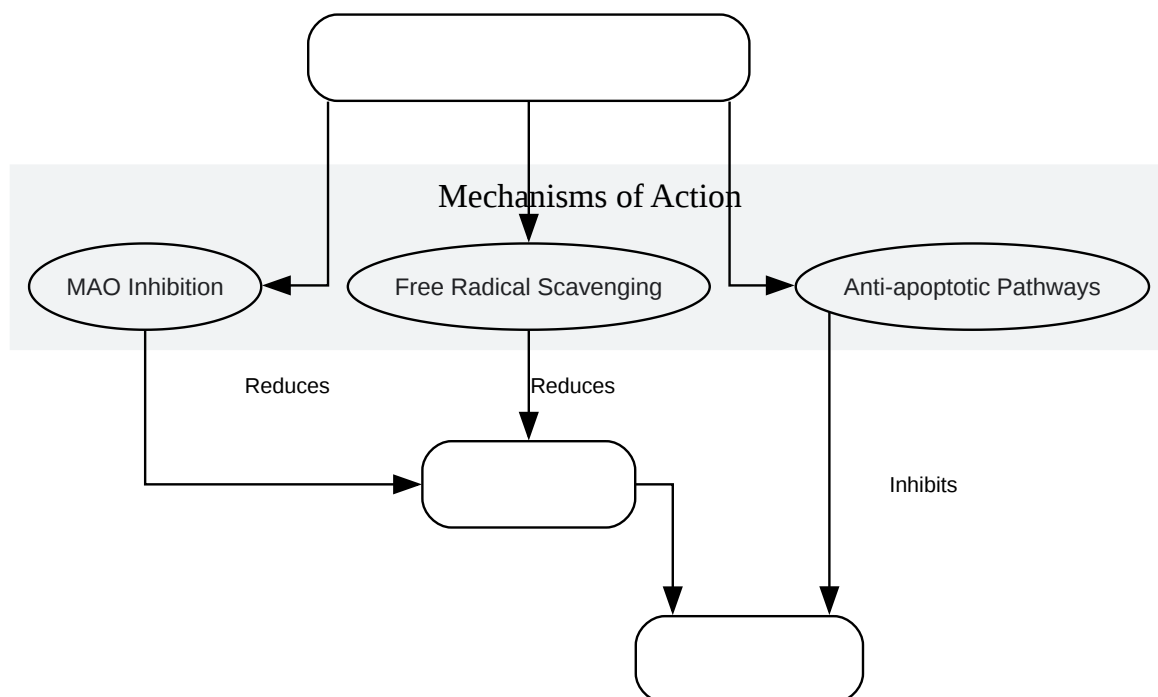 Mechanisms of Action
MAO Inhibition
Free Radical Scavenging
Anti-apoptotic Pathways
Reduces
Reduces
Inhibits